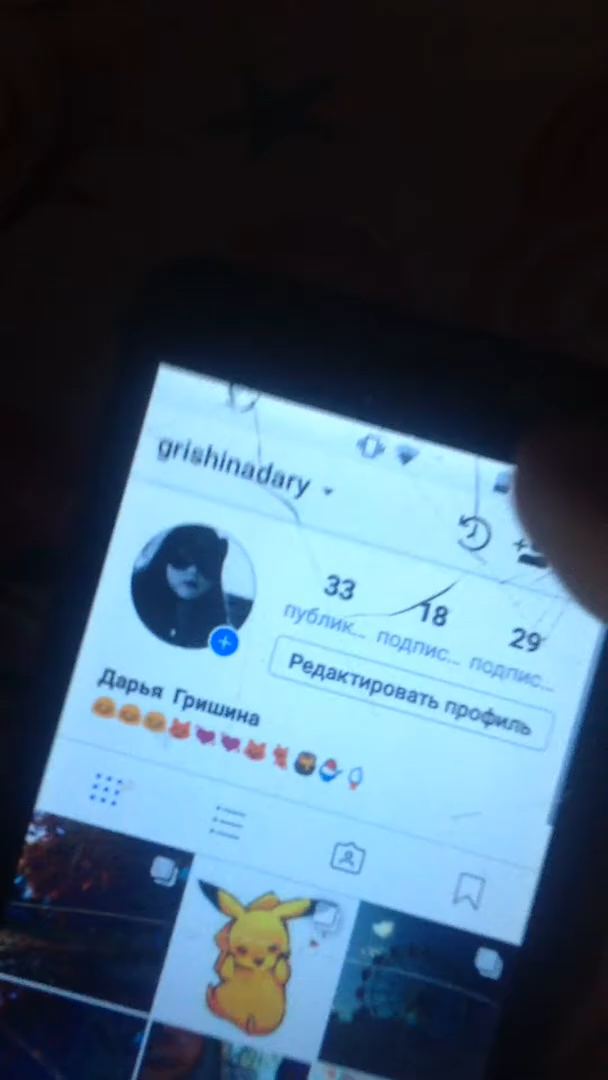 grishinadary
33 18 29
публик... подпис... подпис...
Редактировать профиль
Дарья Гришина